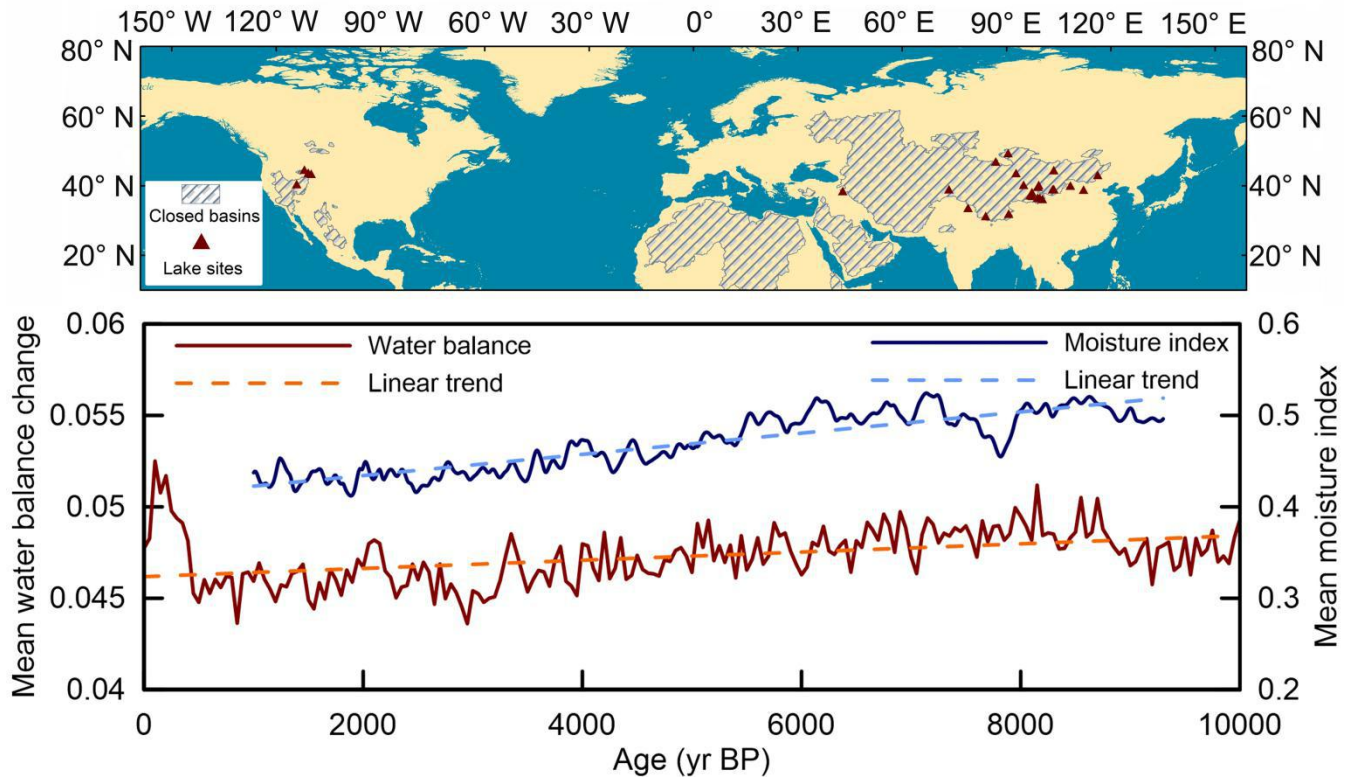 150° W 120° W 90° W 60° W 30° W 0° 30° E 60° E 90° E 120° E 150° E
80° N 80° N
60° N 60° N
40° N 40° N
20° N 20° N
Closed basins
Lake sites
0.06 0.6
Water balance Moisture index
Linear trend Linear trend
0.055 0.5
0.05 0.4
0.045 0.3
0.04 0.2
Mean water balance change
Mean moisture index
0 2000 4000 6000 8000 10000
Age (yr BP)